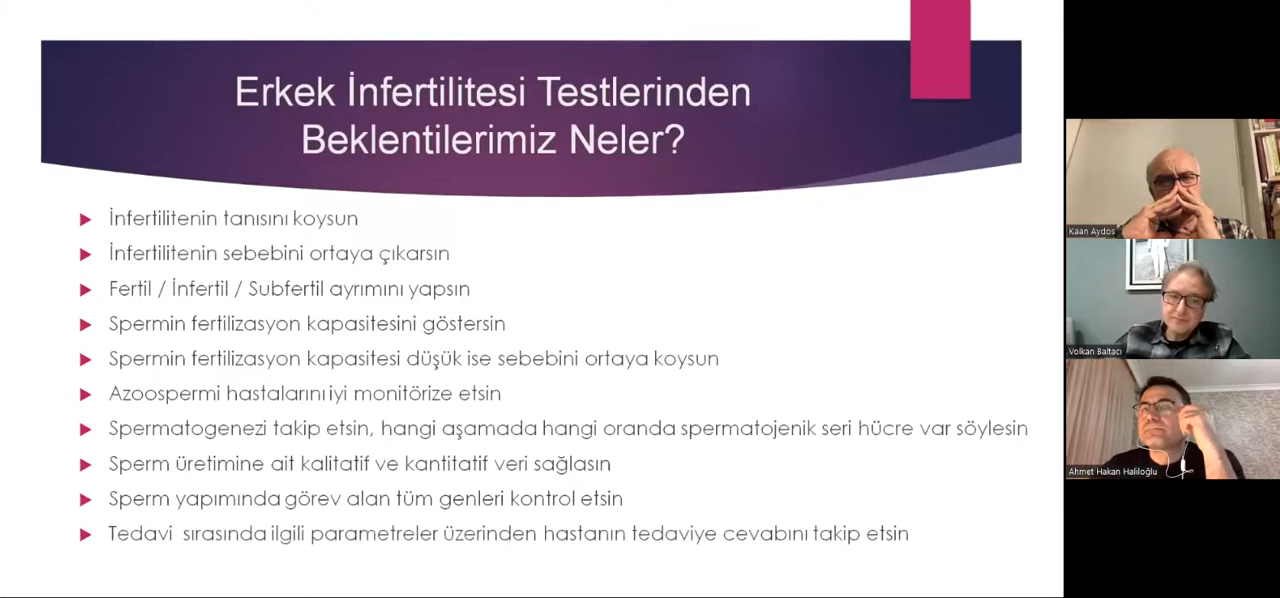 Erkek İnfertilitesi Testlerinden
Beklentilerimiz Neler?
İnfertilitenin tanısını koysun
İnfertilitenin sebebini ortaya çıkarsın
Fertil / İnfertil / Subfertil ayrımını yapsın
Spermin fertilizasyon kapasitesini göstersin
Spermin fertilizasyon kapasitesi düşük ise sebebini ortaya koysun
Azoospermi hastalarını iyi monitörize etsin
Spermatogenezi takip etsin, hangi aşamada hangi oranda spermatojenik seri hücre var söylesin
Sperm üretimine ait kalitatif ve kantitatif veri sağlasın
Sperm yapımında görev alan tüm genleri kontrol etsin
Tedavi sırasında ilgili parametreler üzerinden hastanın tedaviye cevabını takip etsin
Kaan Aydos
Volkan Baltacı
Ahmet Hakan Haliloğlu